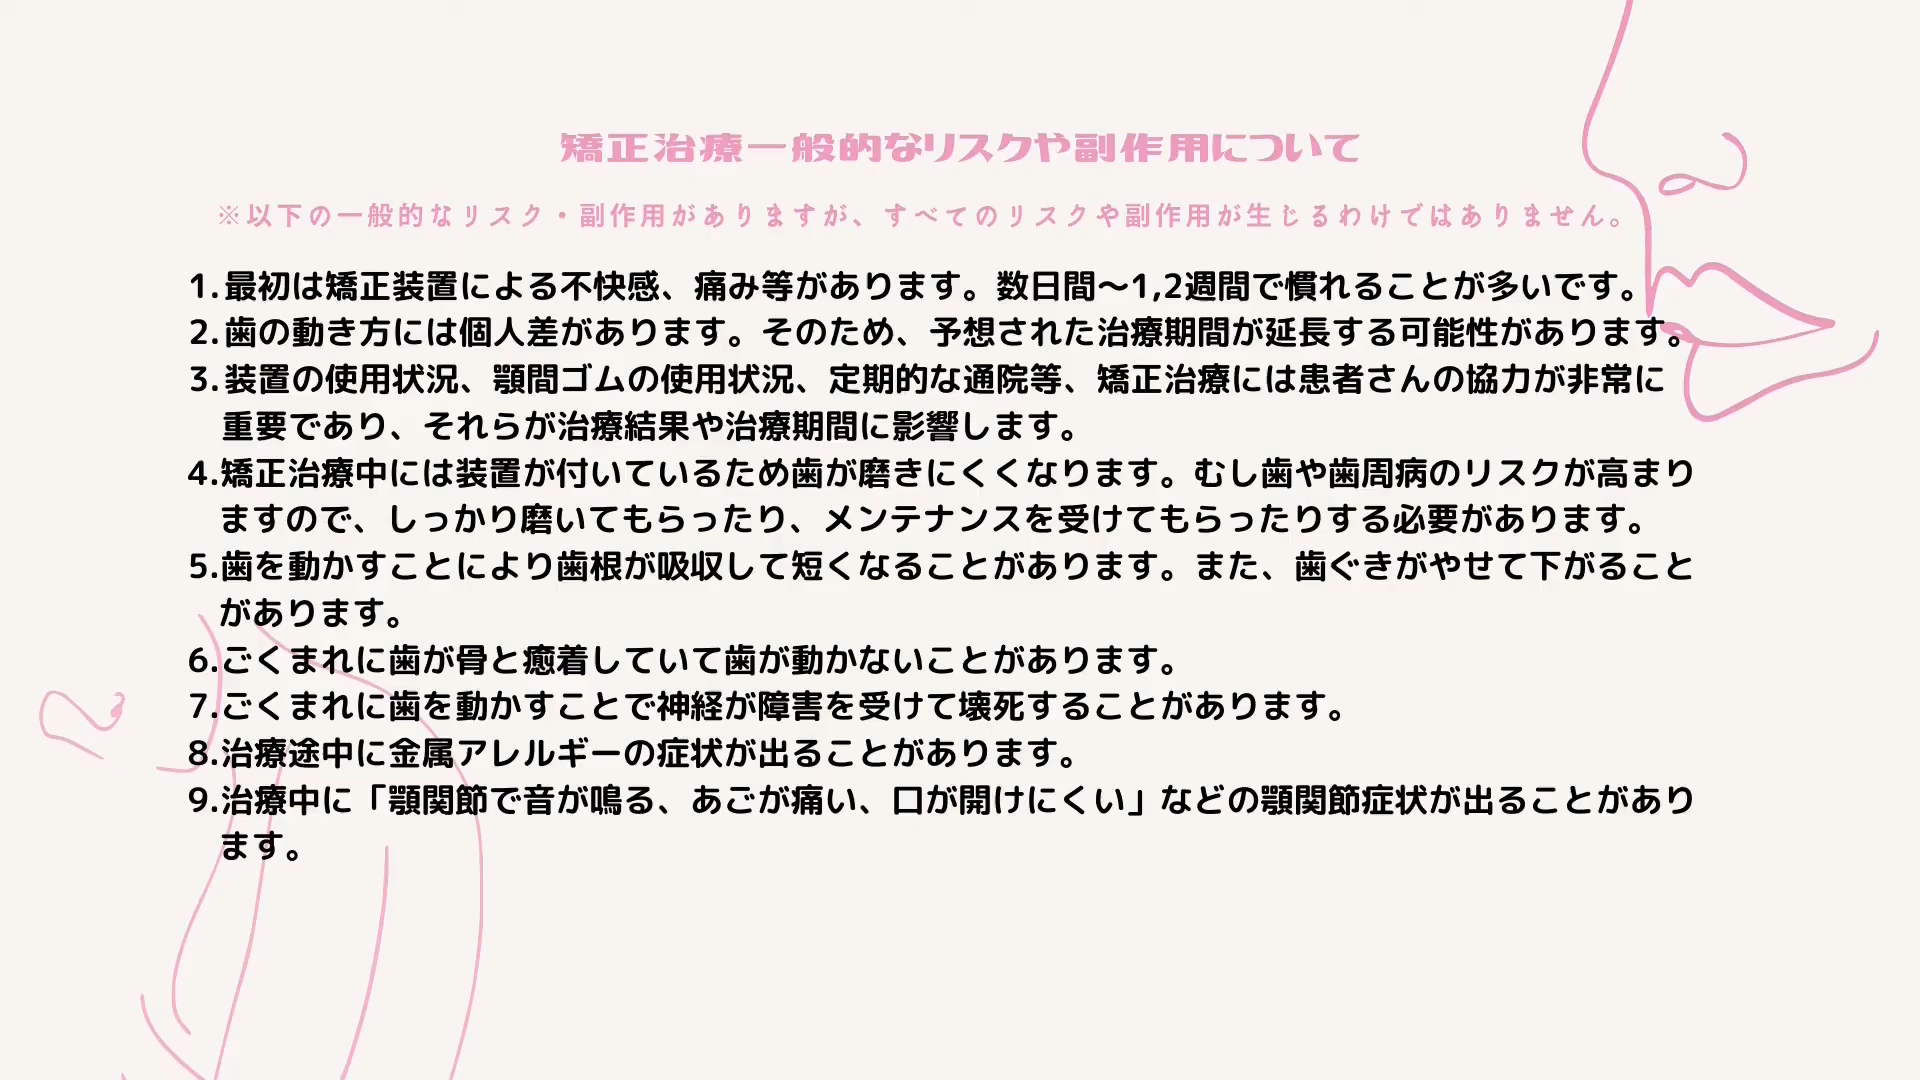 矯正治療一般的なリスクや副作用について
※以下の一般的なリスク・副作用がありますが、すべてのリスクや副作用が生じるわけではありません。
1.最初は矯正装置による不快感、痛み等があります。数日間〜1,2週間で慣れることが多いです。
2.歯の動き方には個人差があります。そのため、予想された治療期間が延長する可能性があります。
3.装置の使用状況、顎間ゴムの使用状況、定期的な通院等、矯正治療には患者さんの協力が非常に
重要であり、それらが治療結果や治療期間に影響します。
4.矯正治療中には装置が付いているため歯が磨きにくくなります。むし歯や歯周病のリスクが高まり
ますので、しっかり磨いてもらったり、メンテナンスを受けてもらったりする必要があります。
5.歯を動かすことにより歯根が吸収して短くなることがあります。また、歯ぐきがやせて下がること
があります。
6.ごくまれに歯が骨と癒着していて歯が動かないことがあります。
7.ごくまれに歯を動かすことで神経が障害を受けて壊死することがあります。
8.治療途中に金属アレルギーの症状が出ることがあります。
9.治療中に「顎関節で音が鳴る、あごが痛い、口が開けにくい」などの顎関節症状が出ることがあり
ます。